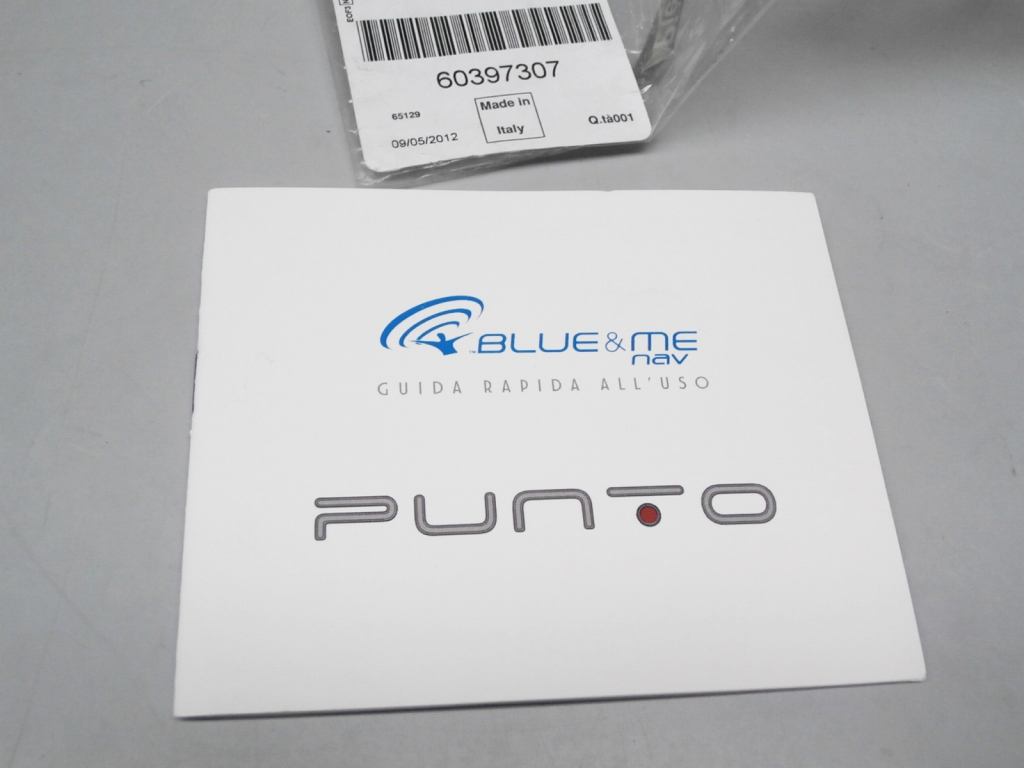 60397307
65129
Made in
Italy
09/05/2012
Q.tà001
BLUE&ME
nav
GUIDA RAPIDA ALL'USO
PUNTO